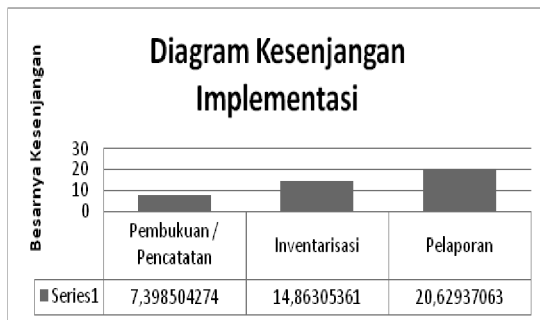 Diagram Kesenjangan
Implementasi
Besarnya Kesenjangan
30
20
10
0
Pembukuan /
Pencatatan
Inventarisasi
Pelaporan
Series1 7,398504274 14,86305361 20,62937063